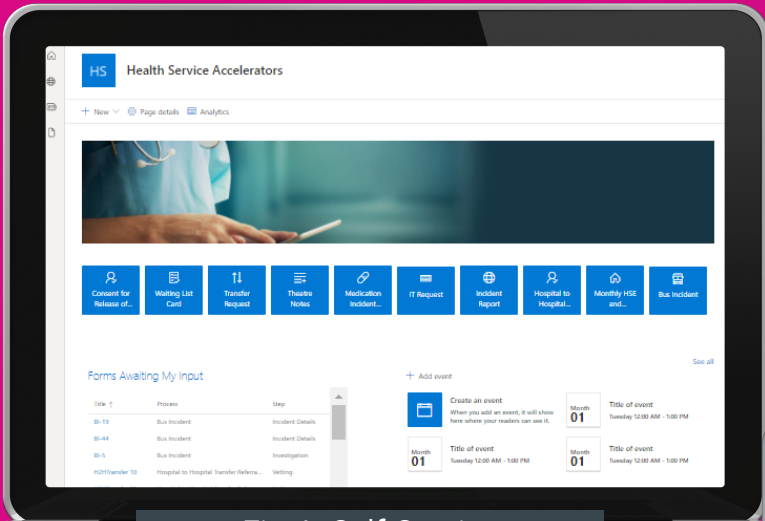 HS Health Service Accelerators
+ New Page details Analytics
Consent for Release of...
Waiting List Card
Transfer Request
Theatre Notes
Medication Incident...
IT Request
Incident Report
Hospital to Hospital...
Monthly HSE and...
Bus Incident
See all
Forms Awaiting My Input
Title ↑ Process Step
BI-19 Bus Incident Incident Details
BI-44 Bus Incident Incident Details
BI-5 Bus Incident Investigation
H2HTransfer 10 Hospital to Hospital Transfer Referra... Vetting
+ Add event
Create an event
When you add an event, it will show
here where your readers can see it.
Month
01
Title of event
Tuesday 12:00 AM - 1:00 PM
Month
01
Title of event
Tuesday 12:00 AM - 1:00 PM
Month
01
Title of event
Tuesday 12:00 AM - 1:00 PM